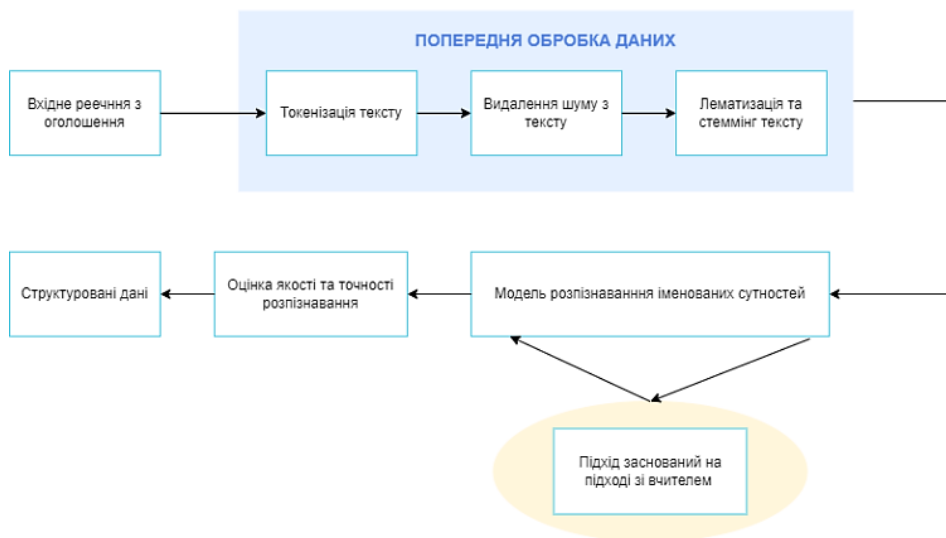 ПОПЕРЕДНЯ ОБРОБКА ДАНИХ
Вхідне реечння з
оголошення
Токенізація тексту
Видалення шуму з
тексту
Лематизація та
стеммінг тексту
Структуровані дані
Оцінка якості та точності
розпізнавання
Модель розпізнаванння іменованих сутностей
Підхід заснований на
підході зі вчителем